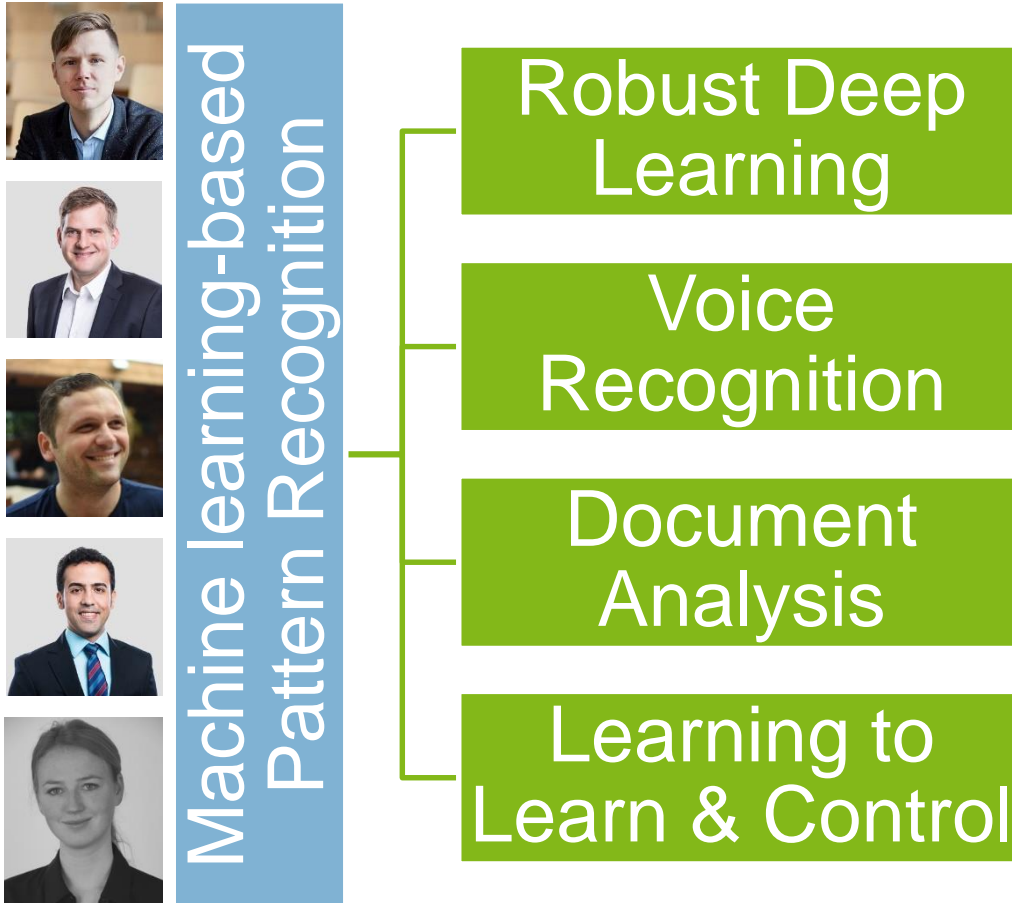 Machine learning-based
Pattern Recognition
Robust Deep
Learning
Voice
Recognition
Document
Analysis
Learning to
Learn & Control